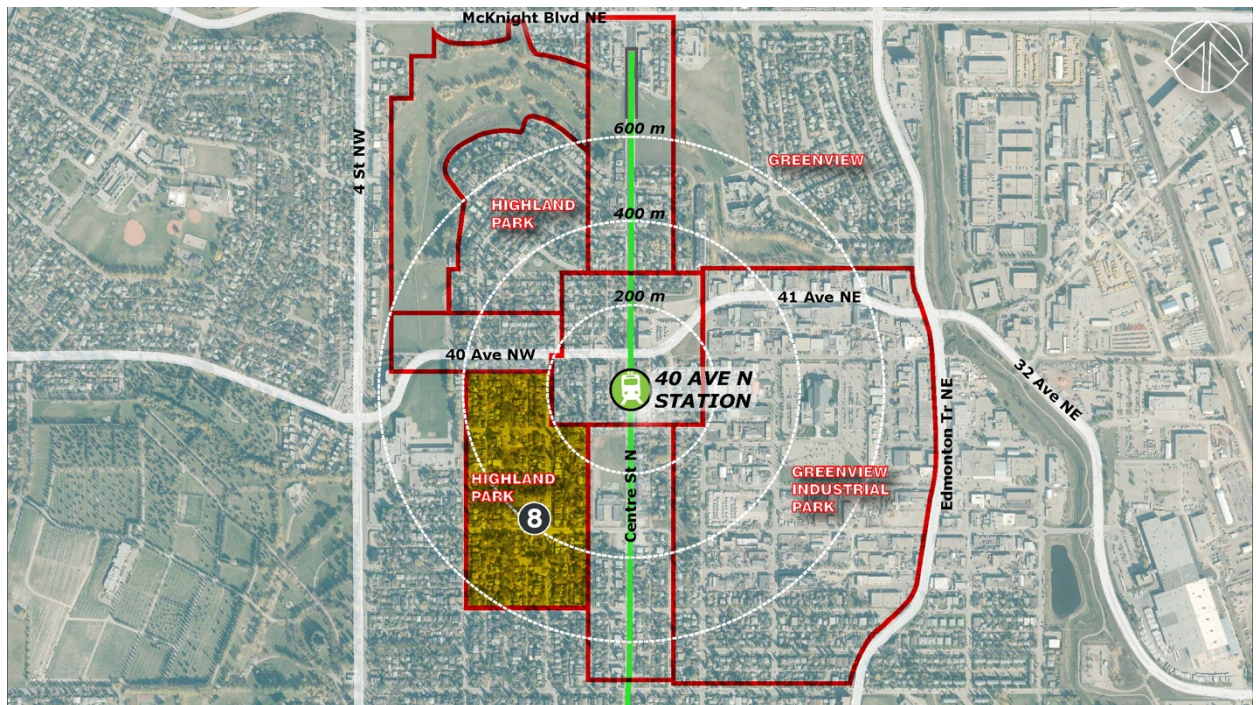 McKnight Blvd NE
600 m
4 St NW
GREENVIEW
HIGHLAND
PARK
400 m
200 m
41 Ave NE
40 Ave NW
40 AVE N
STATION
32 Ave NE
Edmonton Tr NE
HIGHLAND
PARK
8
Centre St N
GREENVIEW
INDUSTRIAL
PARK